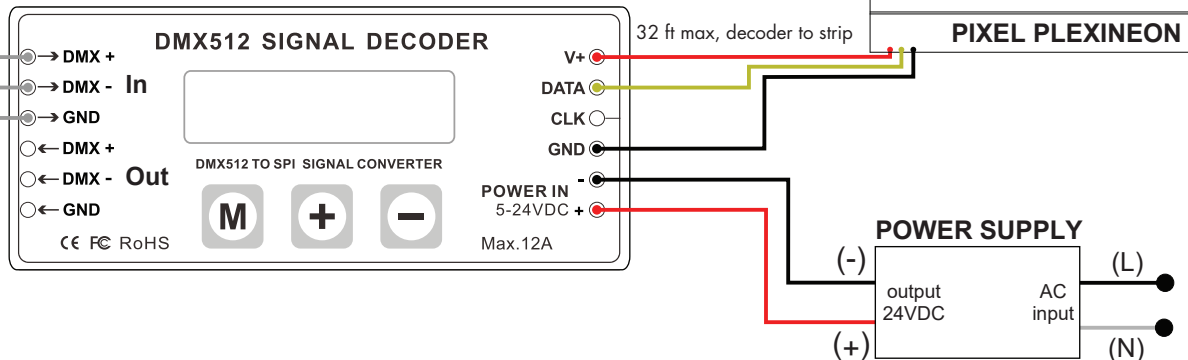 DMX512 SIGNAL DECODER
DMX +
DMX - In
GND
DMX +
DMX - Out
GND
DMX512 TO SPI SIGNAL CONVERTER
M + −
CE FC RoHS
V+
DATA
CLK
GND
-
POWER IN
5-24VDC +
Max.12A
32 ft max, decoder to strip
PIXEL PLEXINEON
POWER SUPPLY
(-)
(+)
output
24VDC
AC
input
(L)
(N)